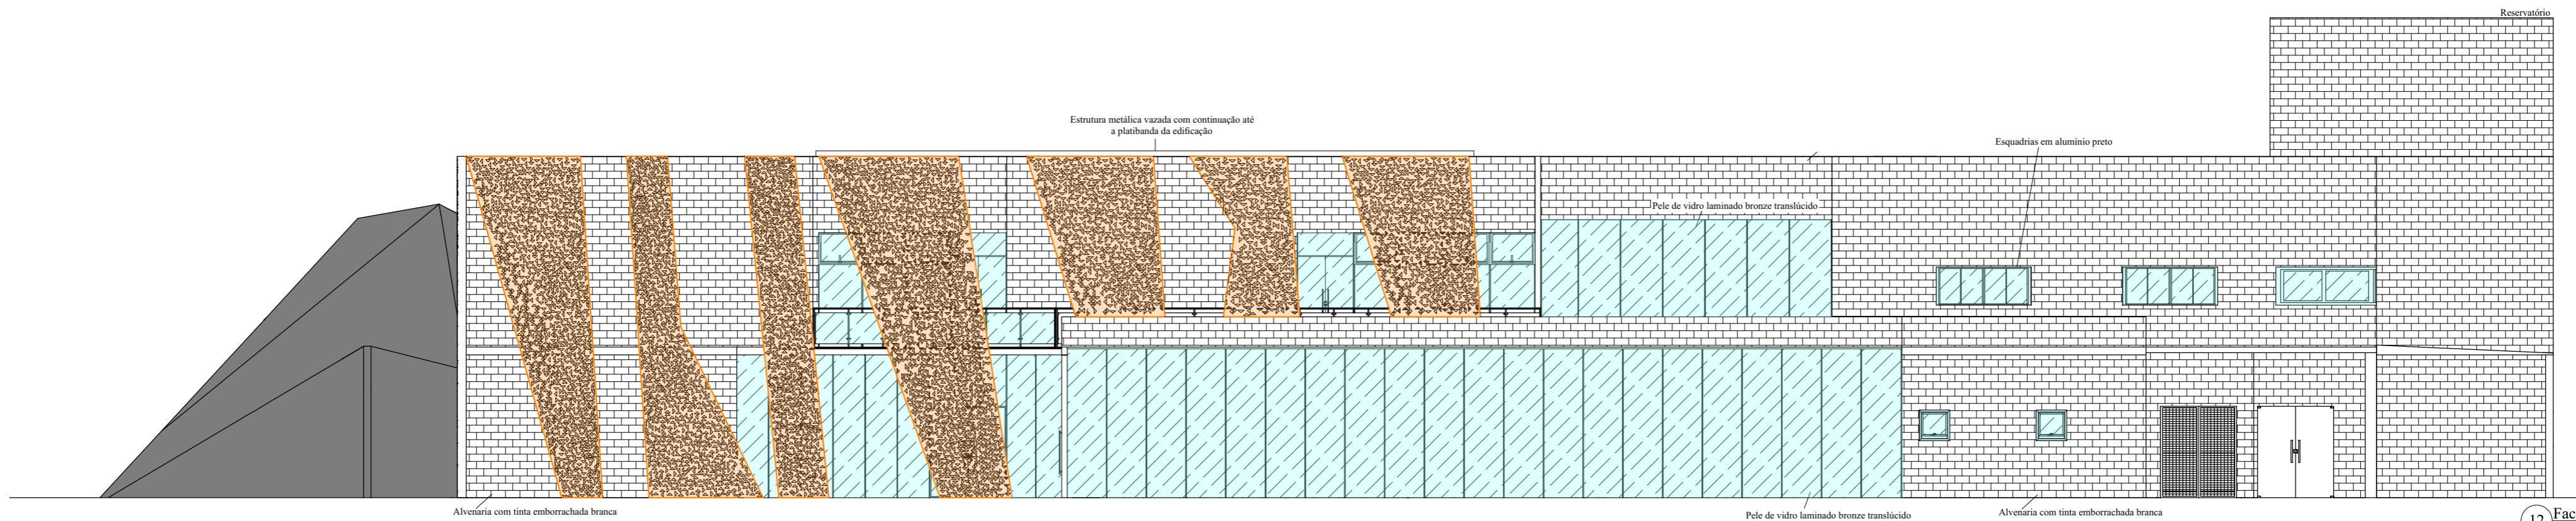 Reservatório
Estrutura metálica vazada com continuação até
a platibanda da edificação
Esquadrias em alumínio preto
Pele de vidro laminado bronze translúcido
Alvenaria com tinta emborrachada branca
Pele de vidro laminado bronze translúcido
Alvenaria com tinta emborrachada branca
12
Fac